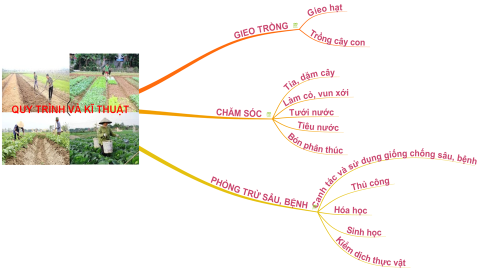 QUY TRÌNH VÀ KĨ THUẬT
GIEO TRỒNG
Gieo hạt
Trồng cây con
CHĂM SÓC
Tỉa, dặm cây
Làm cỏ, vun xới
Tưới nước
Tiêu nước
Bón phân thúc
PHÒNG TRỪ SÂU, BỆNH
Canh tác và sử dụng giống chống sâu, bệnh
Thủ công
Hóa học
Sinh học
Kiểm dịch thực vật